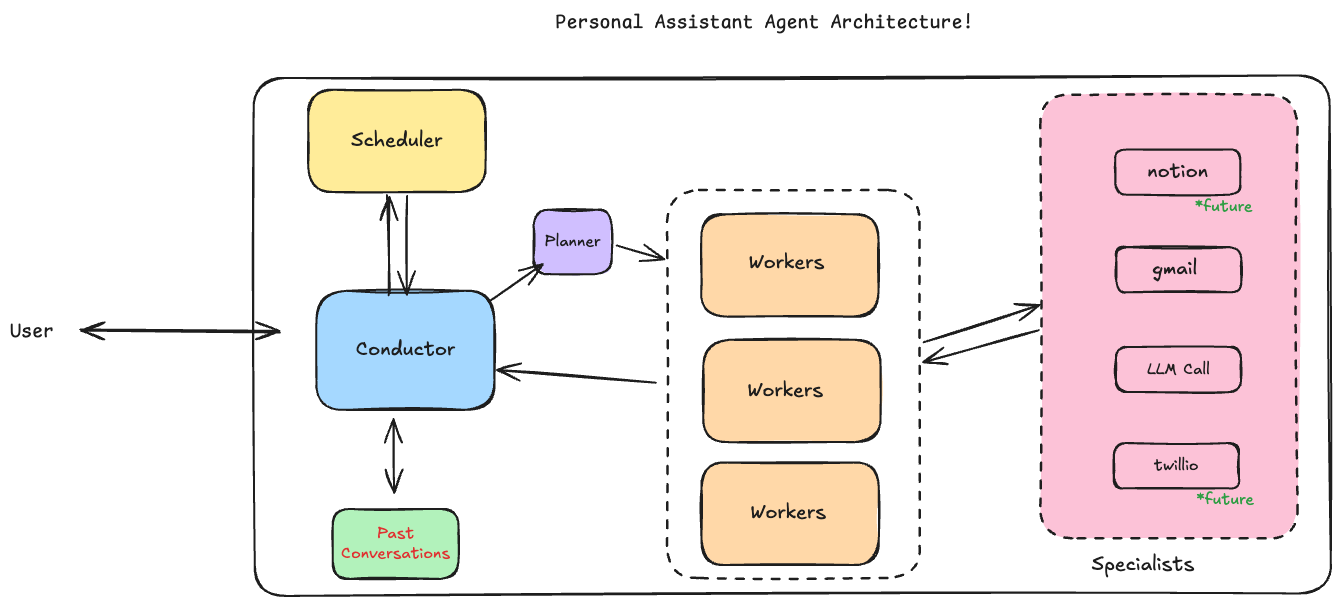 Personal Assistant Agent Architecture!
Scheduler
notion
*future
Planner
Workers
gmail
User
Conductor
Workers
LLM Call
twillio
*future
Past
Conversations
Workers
Specialists